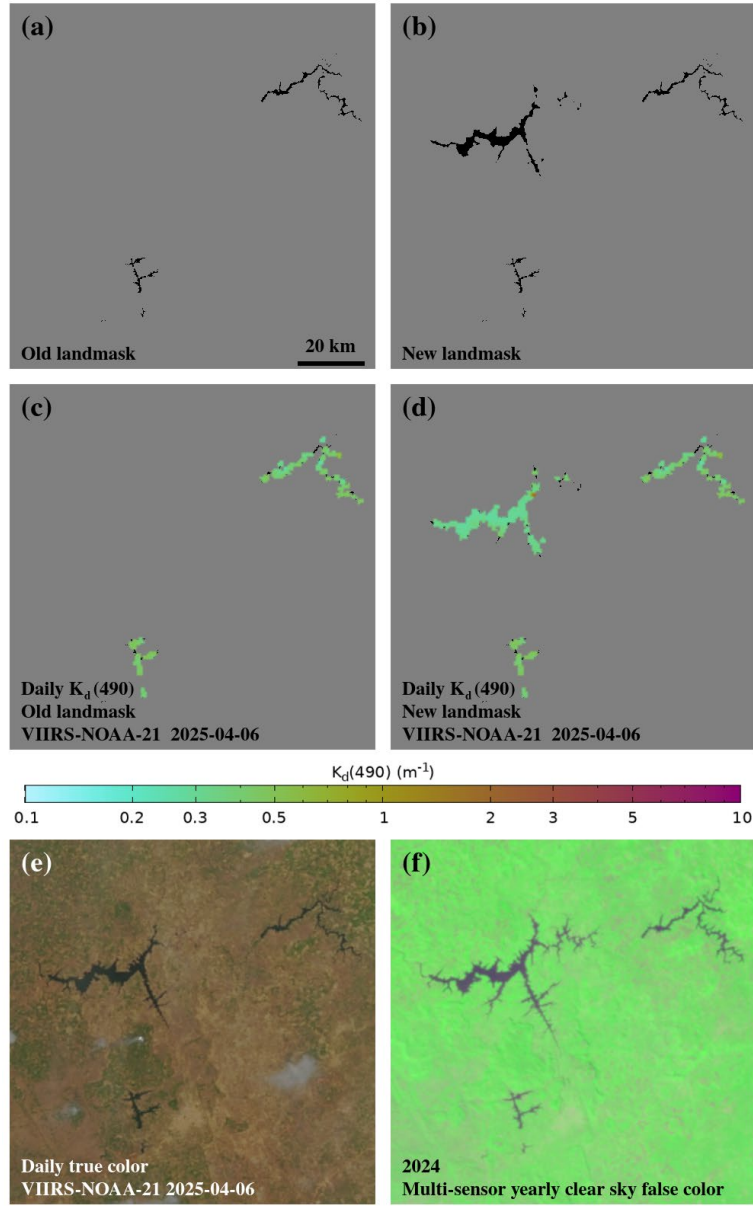 (a)
(b)
Old landmask
20 km
New landmask
(c)
(d)
Daily K_d(490)
Old landmask
VIIRS-NOAA-21 2025-04-06
Daily K_d(490)
New landmask
VIIRS-NOAA-21 2025-04-06
K_d(490) (m⁻¹)
0.1 0.2 0.3 0.5 1 2 3 5 10
(e)
(f)
Daily true color
VIIRS-NOAA-21 2025-04-06
2024
Multi-sensor yearly clear sky false color